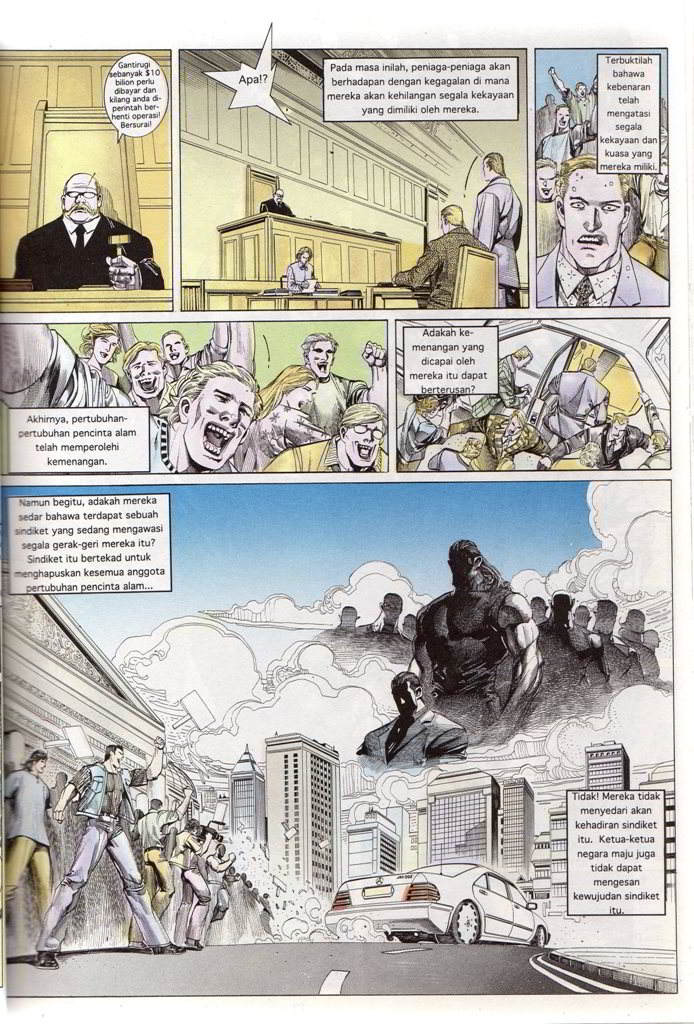 Gantirugi
sebanyak $10
bilion perlu
dibayar dan
kilang anda di-
perintah ber-
henti operasi!
Bersurai!
Apa!?
Pada masa inilah, peniaga-peniaga akan
berhadapan dengan kegagalan di mana
mereka akan kehilangan segala kekayaan
yang dimiliki oleh mereka.
Terbuktilah
bahawa
kebenaran
telah
mengatasi
segala
kekayaan dan
kuasa yang
mereka miliki.
Akhirnya, pertubuhan-
pertubuhan pencinta alam
telah memperolehi
kemenangan.
Adakah ke-
menangan yang
dicapai oleh
mereka itu dapat
berterusan?
Namun begitu, adakah mereka
sedar bahawa terdapat sebuah
sindiket yang sedang mengawasi
segala gerak-geri mereka itu?
Sindiket itu bertekad untuk
menghapuskan kesemua anggota
pertubuhan pencinta alam...
Tidak! Mereka tidak
menyedari akan
kehadiran sindiket
itu. Ketua-ketua
negara maju juga
tidak dapat
mengesan
kewujudan sindiket
itu.